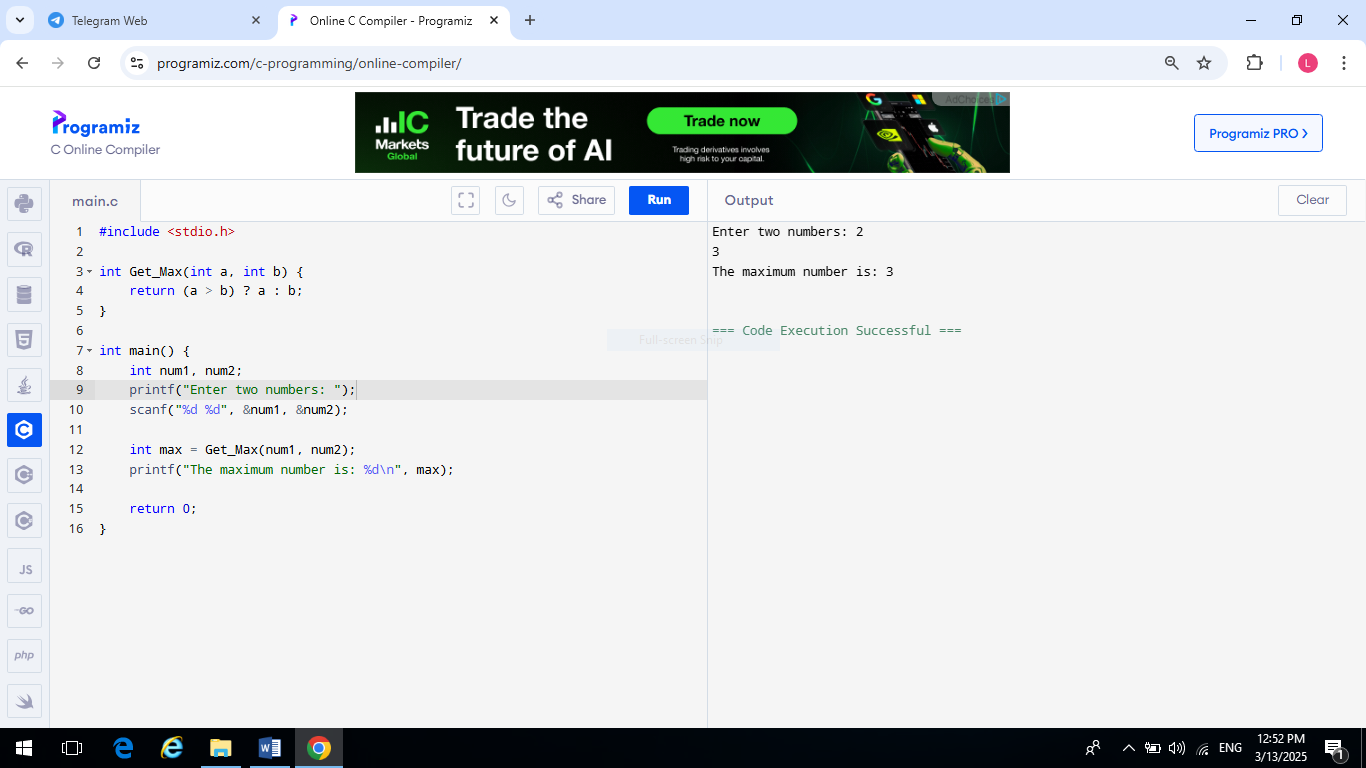 Telegram Web
Online C Compiler - Programiz
programiz.com/c-programming/online-compiler/
L
Programiz
C Online Compiler
IC
Markets
Global
Trade the
future of AI
Trade now
Trading derivatives involves
high risk to your capital.
AdChoices
Programiz PRO
main.c
Share
Run
Output
Clear
1 #include <stdio.h>
2
3 int Get_Max(int a, int b) {
4     return (a > b) ? a : b;
5 }
6
7 int main() {
8     int num1, num2;
9     printf("Enter two numbers: ");
10     scanf("%d %d", &num1, &num2);
11
12     int max = Get_Max(num1, num2);
13     printf("The maximum number is: %d\n", max);
14
15     return 0;
16 }
Enter two numbers: 2
3
The maximum number is: 3
=== Code Execution Successful ===
Full-screen Snip
JS
GO
php
ENG
12:52 PM
3/13/2025
1